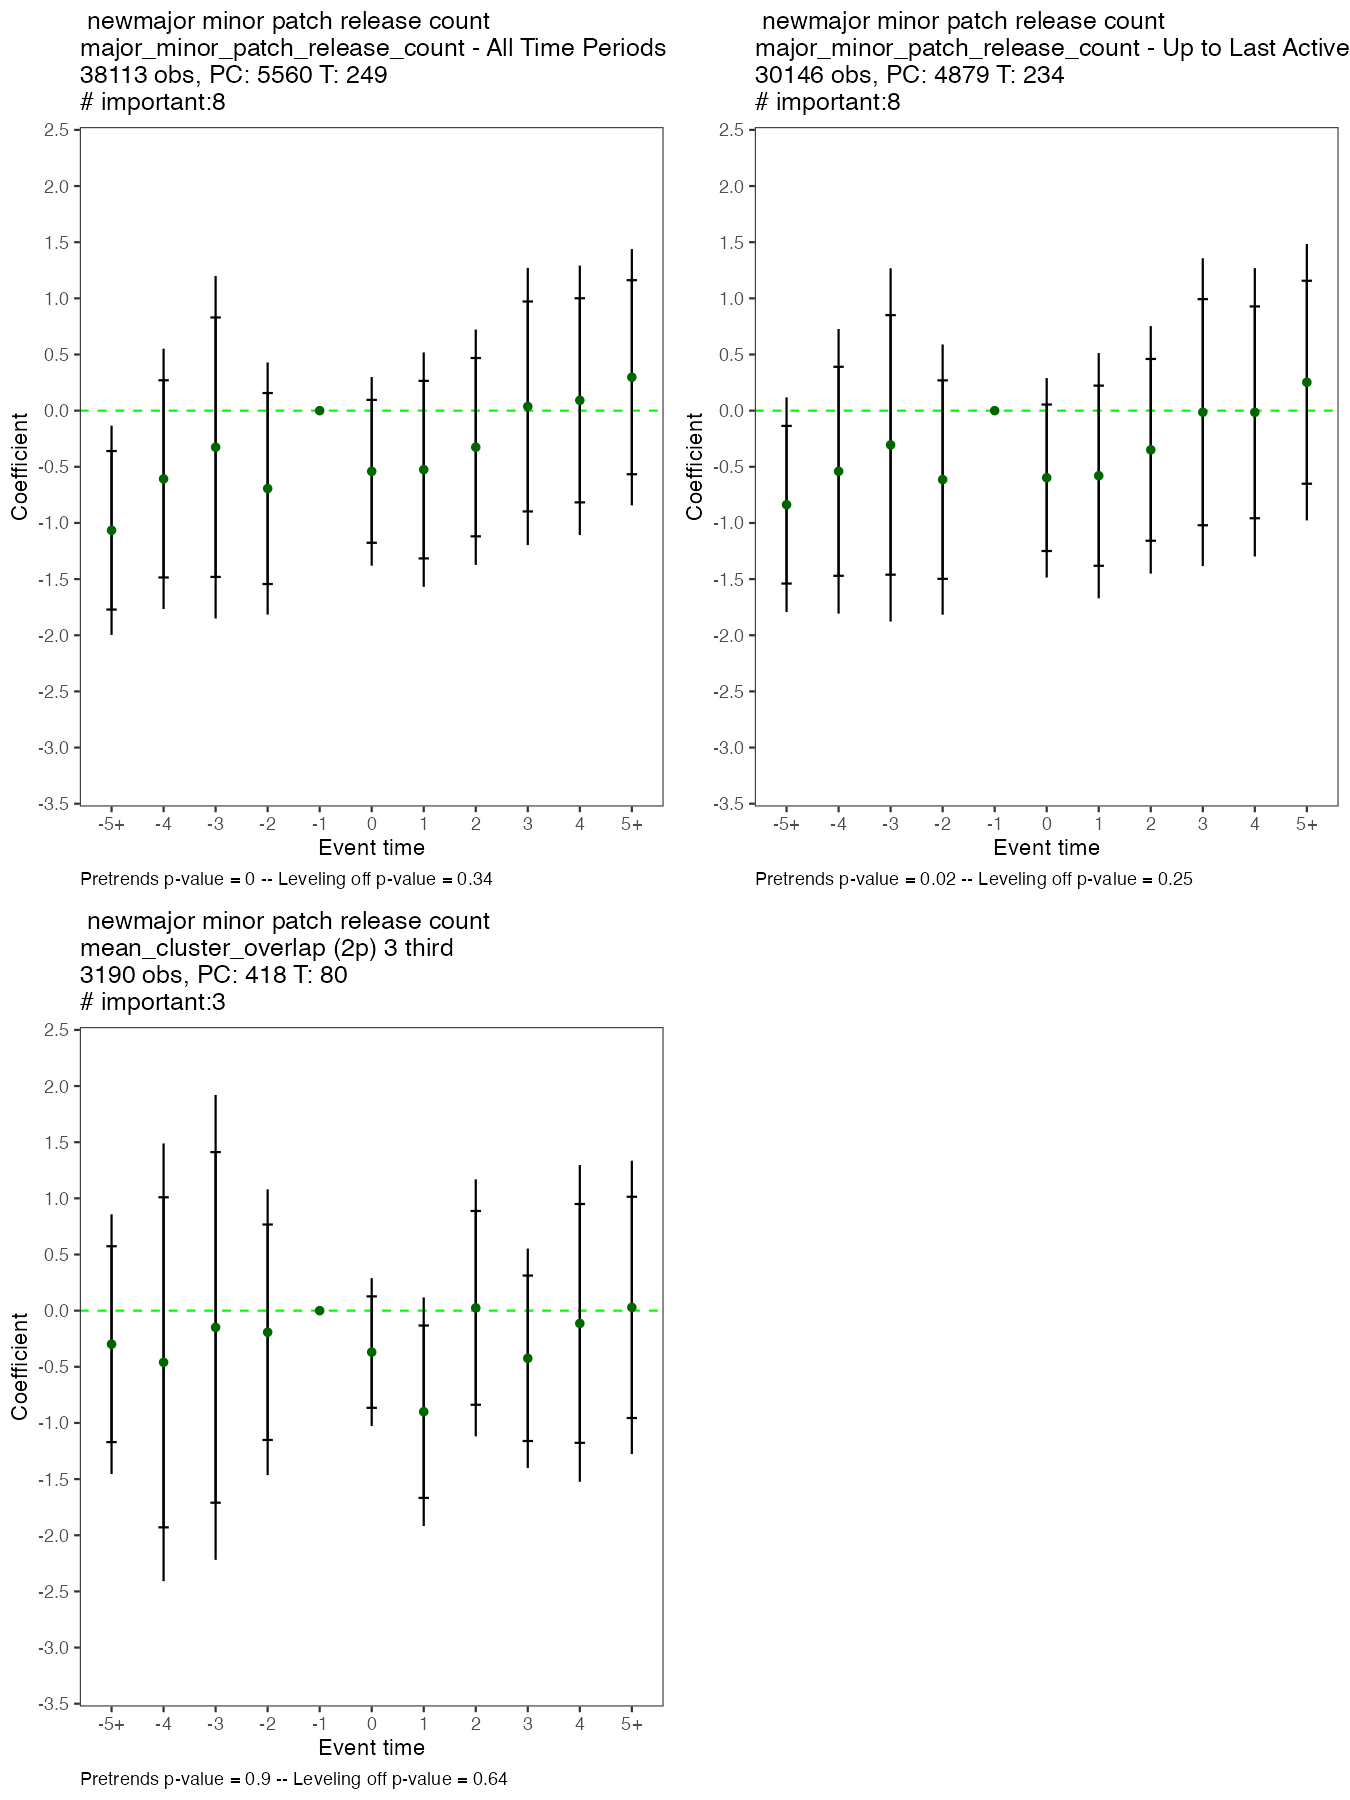 newmajor minor patch release count
major_minor_patch_release_count - All Time Periods
38113 obs, PC: 5560 T: 249
# important:8
2.5
2.0
1.5
1.0
0.5
0.0
-0.5
-1.0
-1.5
-2.0
-2.5
-3.0
-3.5
Coefficient
-5+ -4 -3 -2 -1 0 1 2 3 4 5+
Event time
Pretrends p-value = 0 -- Leveling off p-value = 0.34
newmajor minor patch release count
major_minor_patch_release_count - Up to Last Active
30146 obs, PC: 4879 T: 234
# important:8
2.5
2.0
1.5
1.0
0.5
0.0
-0.5
-1.0
-1.5
-2.0
-2.5
-3.0
-3.5
Coefficient
-5+ -4 -3 -2 -1 0 1 2 3 4 5+
Event time
Pretrends p-value = 0.02 -- Leveling off p-value = 0.25
newmajor minor patch release count
mean_cluster_overlap (2p) 3 third
3190 obs, PC: 418 T: 80
# important:3
2.5
2.0
1.5
1.0
0.5
0.0
-0.5
-1.0
-1.5
-2.0
-2.5
-3.0
-3.5
Coefficient
-5+ -4 -3 -2 -1 0 1 2 3 4 5+
Event time
Pretrends p-value = 0.9 -- Leveling off p-value = 0.64